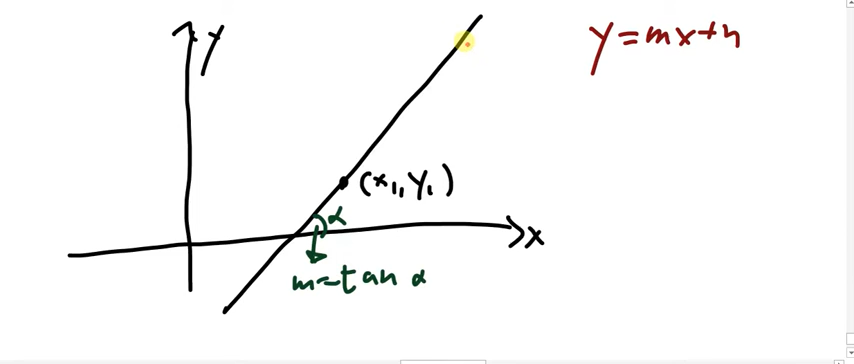 y
y=mx+n
(x₁, y₁)
α
x
m=tan α